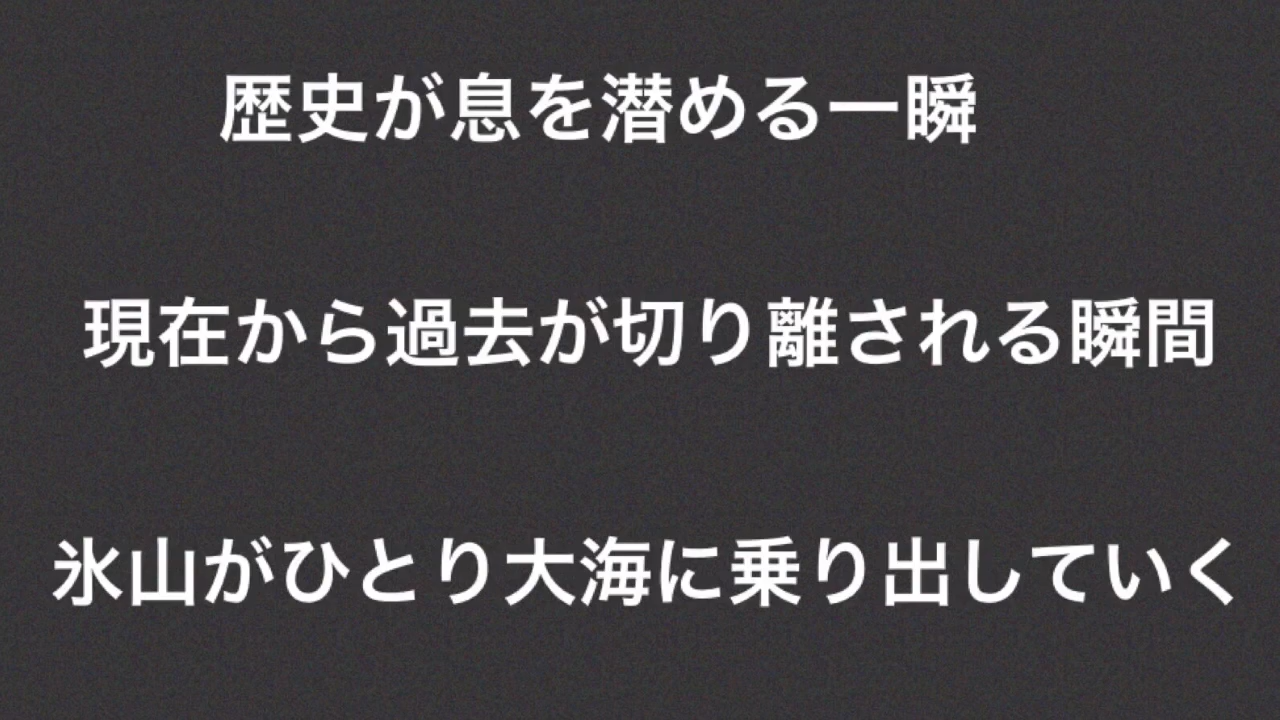 歴史が息を潜める一瞬
現在から過去が切り離される瞬間
氷山がひとり大海に乗り出していく